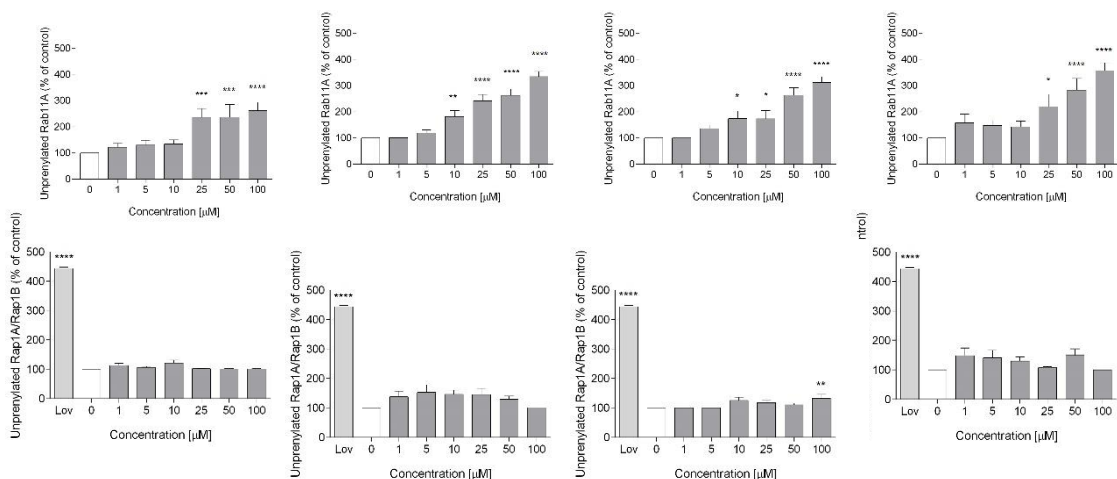 Unprenylated Rab11A (% of control)
500
400
300
200
100
0
***
***
****
0 1 5 10 25 50 100
Concentration [µM]
Unprenylated Rab11A (% of control)
500
400
300
200
100
0
**
****
****
****
0 1 5 10 25 50 100
Concentration [µM]
Unprenylated Rab11A (% of control)
500
400
300
200
100
0
*
*
****
****
0 1 5 10 25 50 100
Concentration [µM]
Unprenylated Rab11A (% of control)
500
400
300
200
100
0
*
****
****
0 1 5 10 25 50 100
Concentration [µM]
Unprenylated Rap1A/Rap1B (% of control)
500
400
300
200
100
0
****
Lov 0 1 5 10 25 50 100
Concentration [µM]
Unprenylated Rap1A/Rap1B (% of control)
500
400
300
200
100
0
****
Lov 0 1 5 10 25 50 100
Concentration [µM]
Unprenylated Rap1A/Rap1B (% of control)
500
400
300
200
100
0
****
**
Lov 0 1 5 10 25 50 100
Concentration [µM]
ntrol)
500
400
300
200
100
0
****
Lov 0 1 5 10 25 50 100
Concentration [µM]